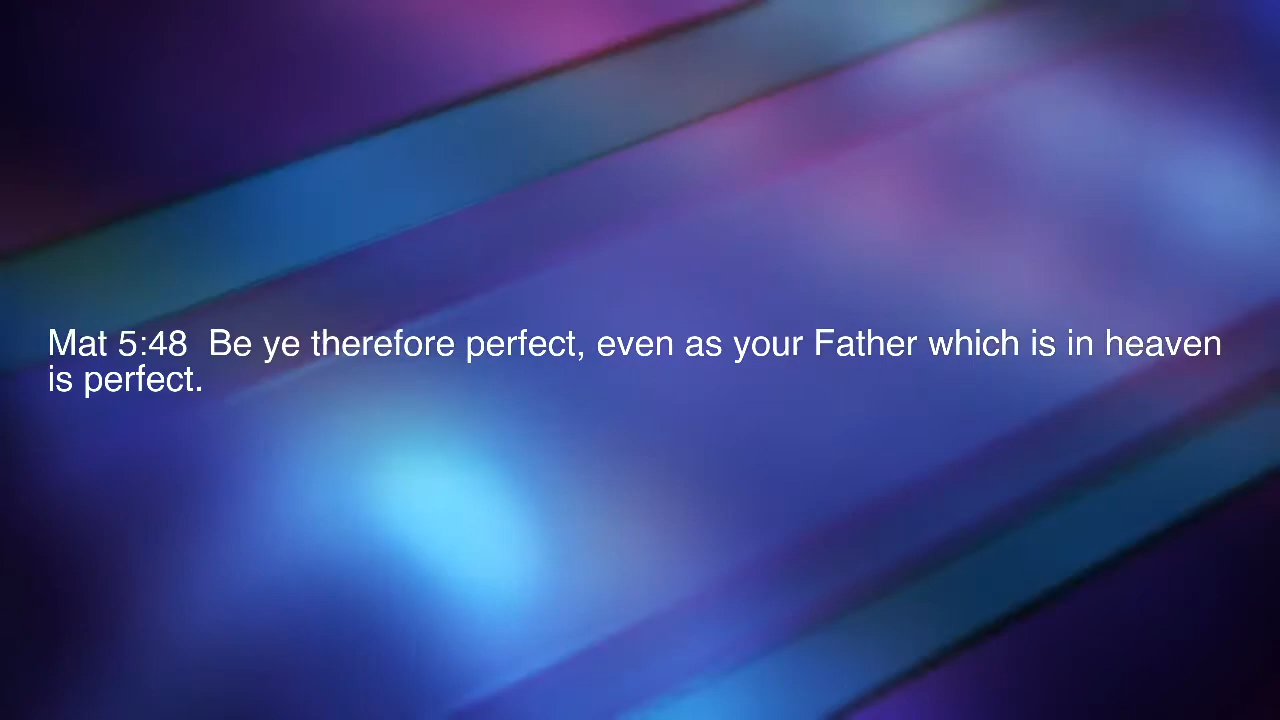 Mat 5:48  Be ye therefore perfect, even as your Father which is in heaven
is perfect.